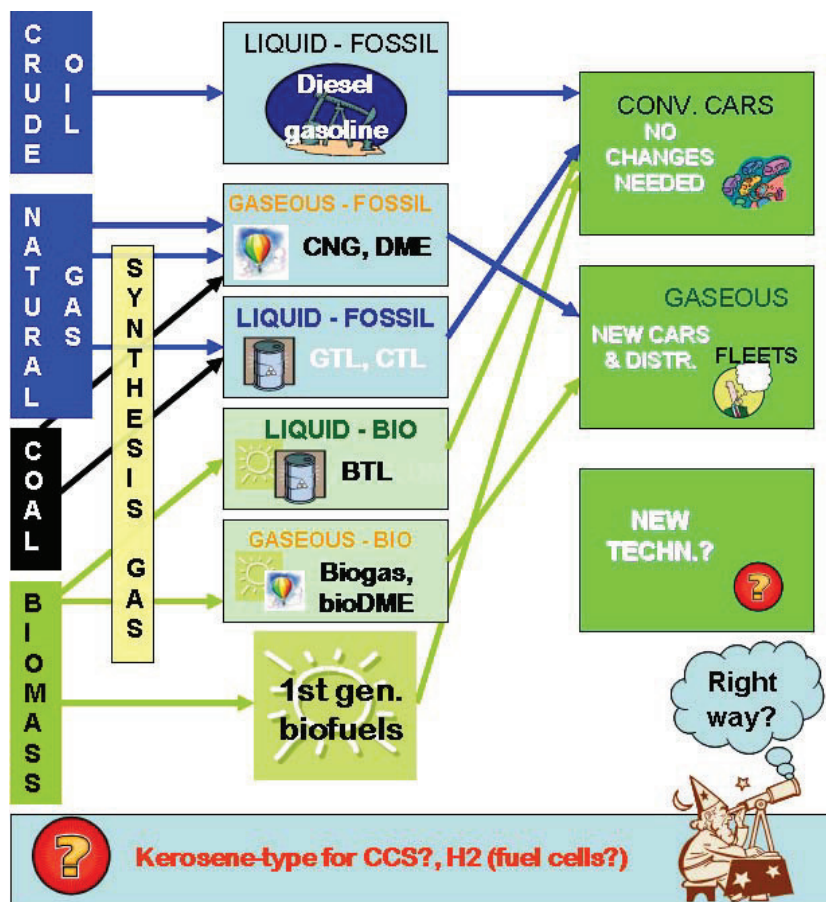 CRUDE
OIL
LIQUID - FOSSIL
Diesel
gasoline
CONV. CARS
NO
CHANGES
NEEDED
NATURAL
GAS
GASEOUS - FOSSIL
CNG, DME
SYNTHESIS GAS
LIQUID - FOSSIL
GTL, CTL
GASEOUS
NEW CARS
& DISTR.
FLEETS
COAL
LIQUID - BIO
BTL
NEW
TECHN.?
?
GASEOUS - BIO
Biogas,
bioDME
BIOMASS
1st gen.
biofuels
Right
way?
?
Kerosene-type for CCS?, H2 (fuel cells?)